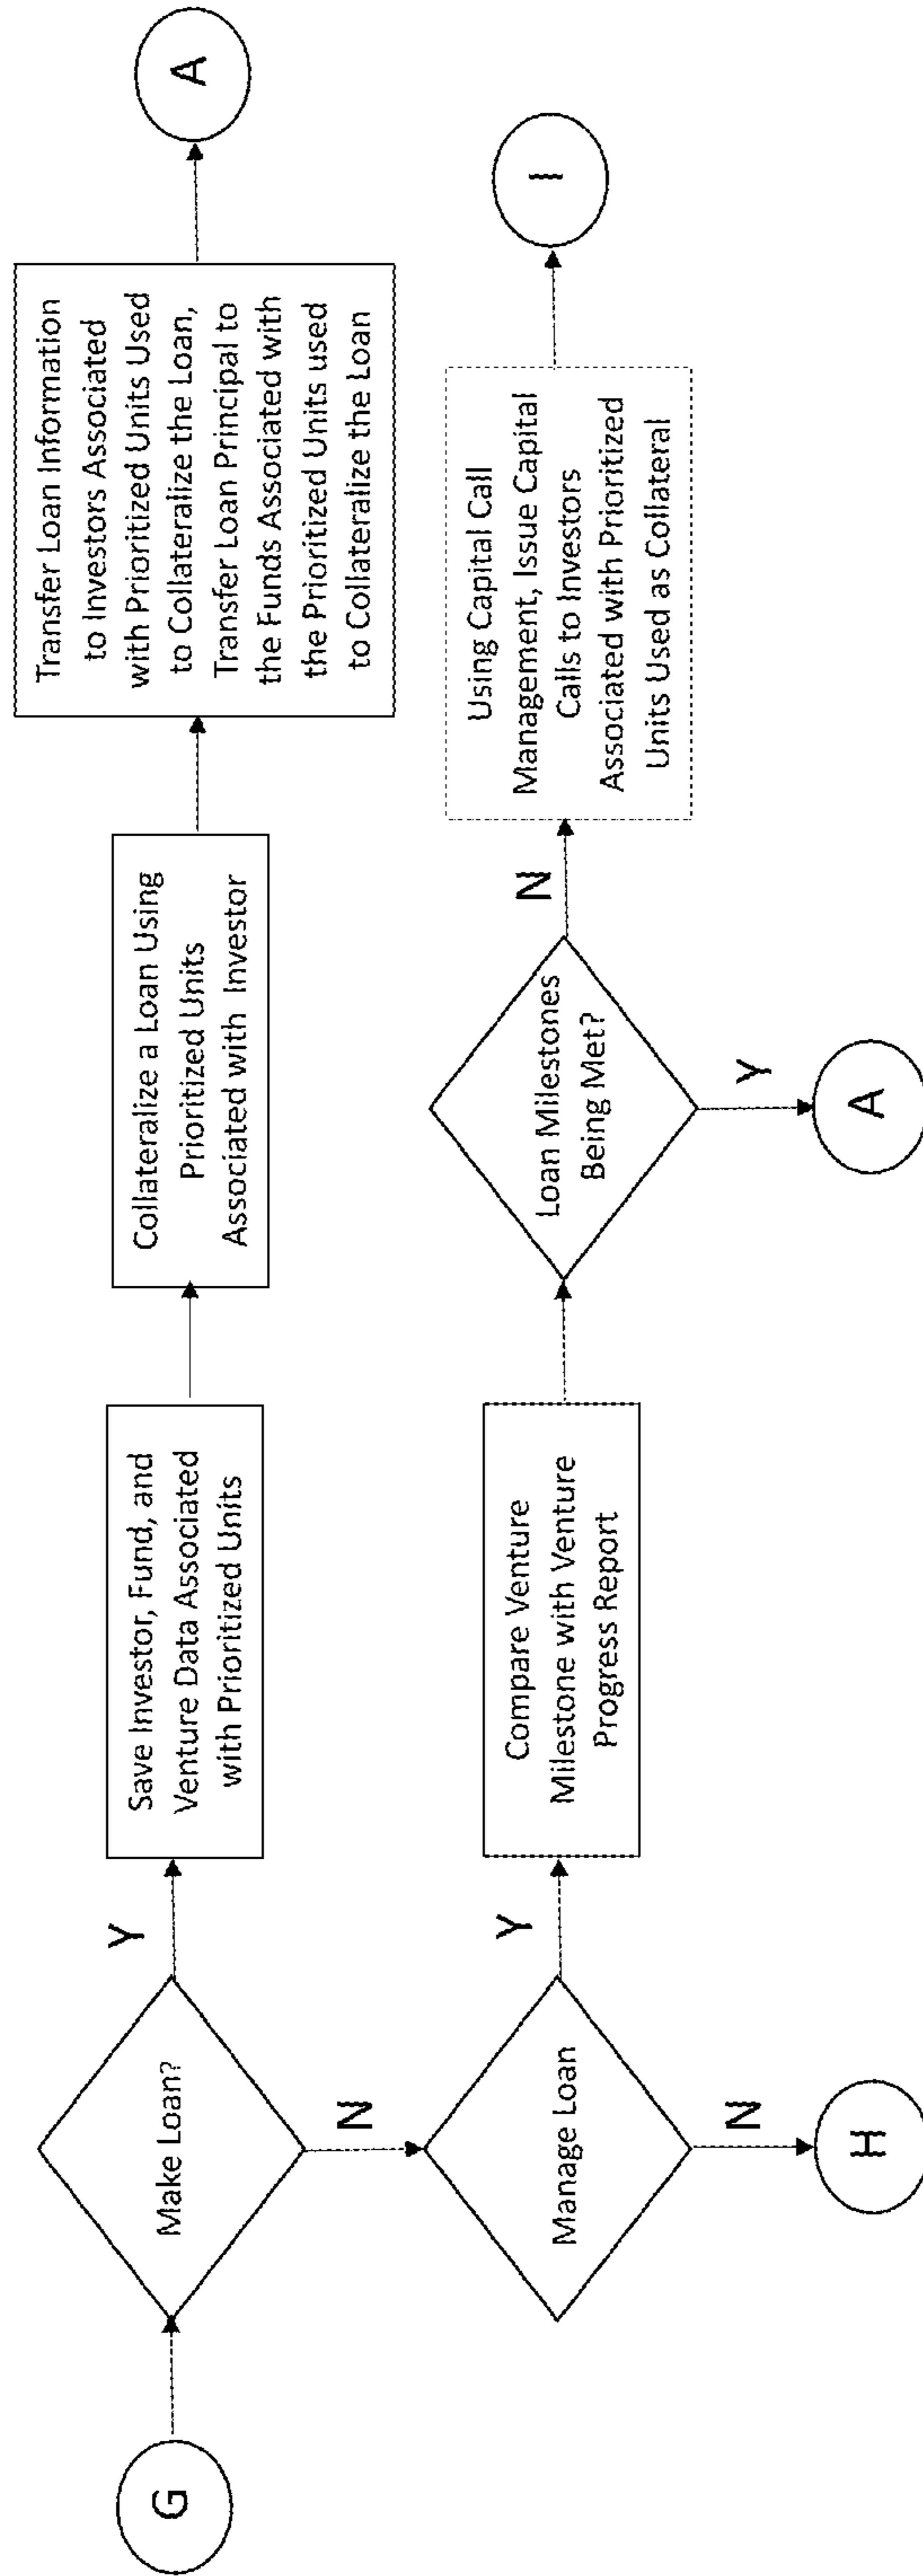 G
Make Loan?
Y
Save Investor, Fund, and
Venture Data Associated
with Prioritized Units
Collateralize a Loan Using
Prioritized Units
Associated with Investor
Transfer Loan Information
to Investors Associated
with Prioritized Units Used
to Collateralize the Loan,
Transfer Loan Principal to
the Funds Associated with
the Prioritized Units used
to Collateralize the Loan
A
N
Manage Loan
Y
Compare Venture
Milestone with Venture
Progress Report
Loan Milestones
Being Met?
N
Using Capital Call
Management, Issue Capital
Calls to Investors
Associated with Prioritized
Units Used as Collateral
I
N
H
Y
A